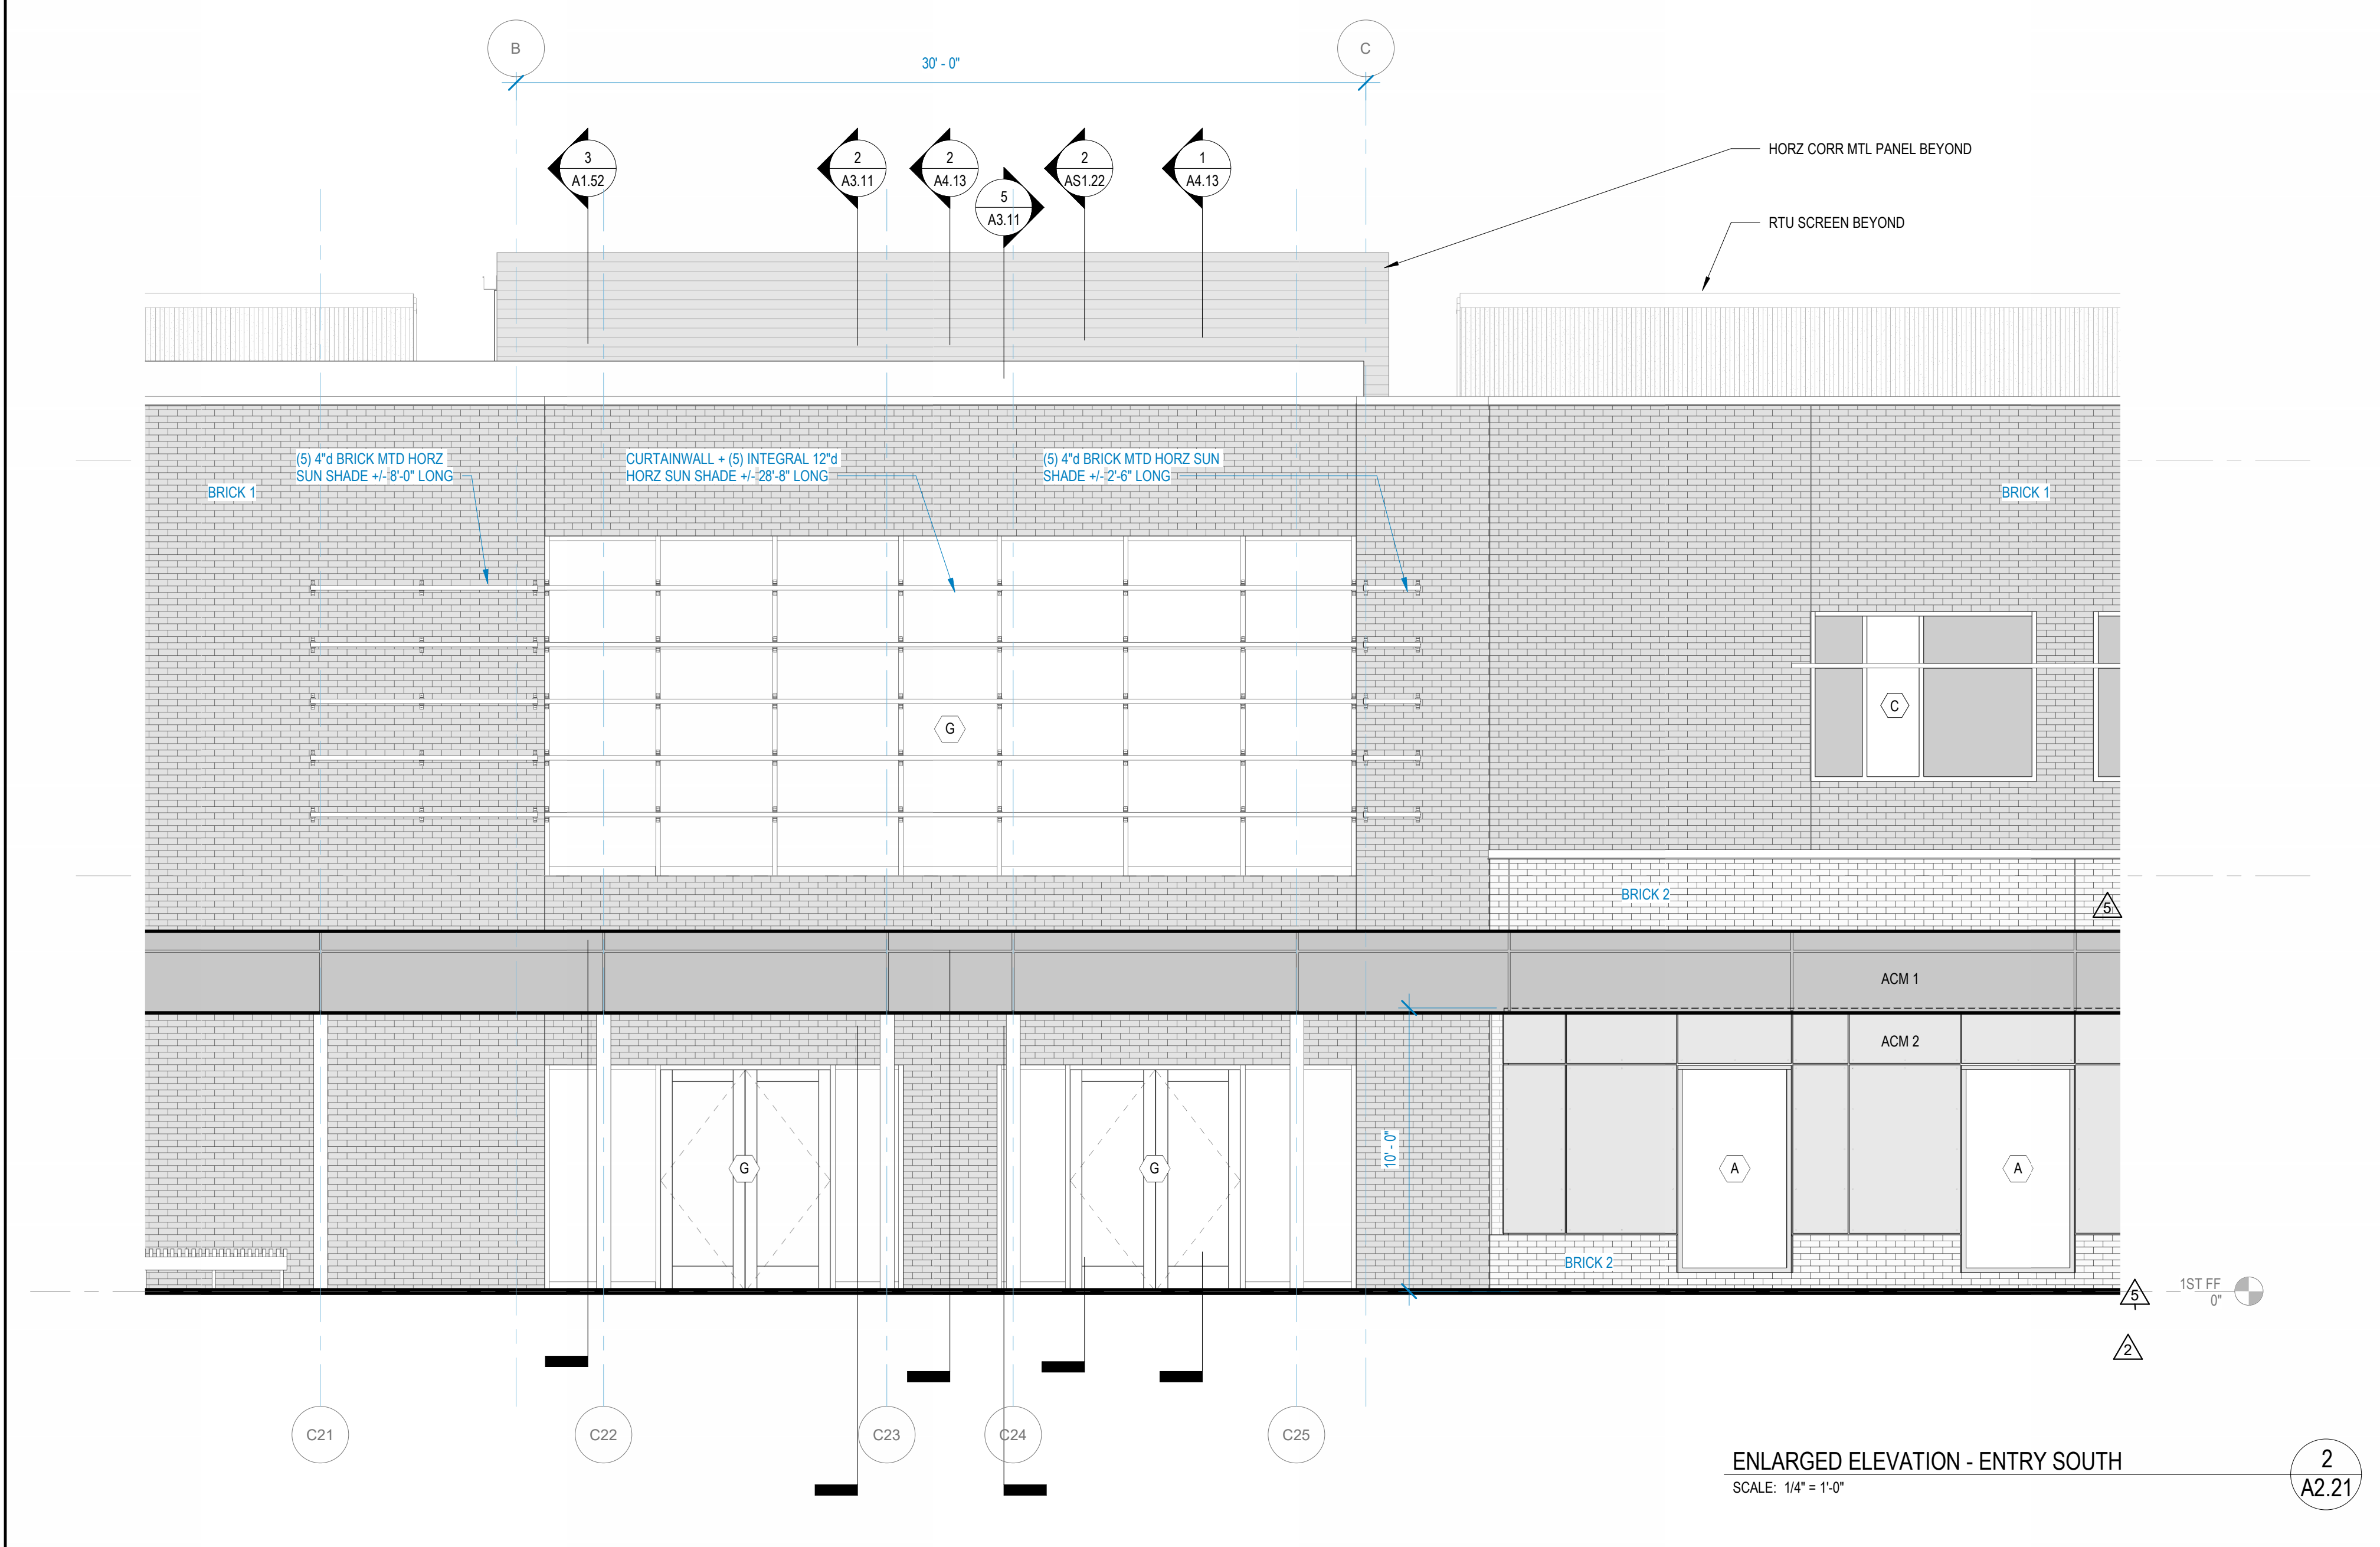 B
C
30' - 0"
3
A1.52
2
A3.11
2
A4.13
5
A3.11
2
AS1.22
1
A4.13
HORZ CORR MTL PANEL BEYOND
RTU SCREEN BEYOND
(5) 4"d BRICK MTD HORZ
SUN SHADE +/- 8'-0" LONG
CURTAINWALL + (5) INTEGRAL 12"d
HORZ SUN SHADE +/- 28'-8" LONG
(5) 4"d BRICK MTD HORZ SUN
SHADE +/- 2'-6" LONG
BRICK 1
BRICK 1
C
G
BRICK 2
5
ACM 1
ACM 2
10' - 0"
G
G
A
A
BRICK 2
5
1ST FF
0"
2
C21
C22
C23
C24
C25
ENLARGED ELEVATION - ENTRY SOUTH
SCALE: 1/4" = 1'-0"
2
A2.21